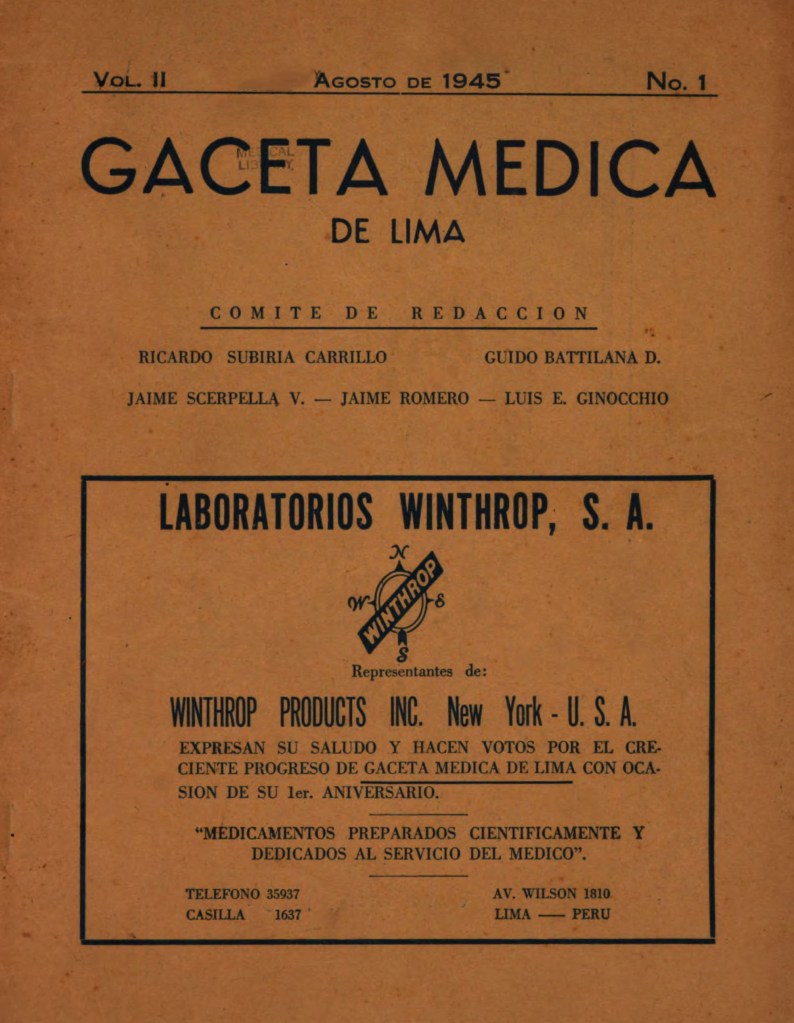 VOL. II AGOSTO DE 1945 No. 1
GACETA MEDICA
MEDICAL
LIBRARY
DE LIMA
COMITE DE REDACCION
RICARDO SUBIRIA CARRILLO GUIDO BATTILANA D.
JAIME SCERPELLA V. — JAIME ROMERO — LUIS E. GINOCCHIO
LABORATORIOS WINTHROP, S. A.
N
W WINTHROP E
S
Representantes de:
WINTHROP PRODUCTS INC. New York - U. S. A.
EXPRESAN SU SALUDO Y HACEN VOTOS POR EL CRE-
CIENTE PROGRESO DE GACETA MEDICA DE LIMA CON OCA-
SION DE SU 1er. ANIVERSARIO.
“MEDICAMENTOS PREPARADOS CIENTIFICAMENTE Y
DEDICADOS AL SERVICIO DEL MEDICO”.
TELEFONO 35937 AV. WILSON 1810
CASILLA 1637 LIMA — PERU